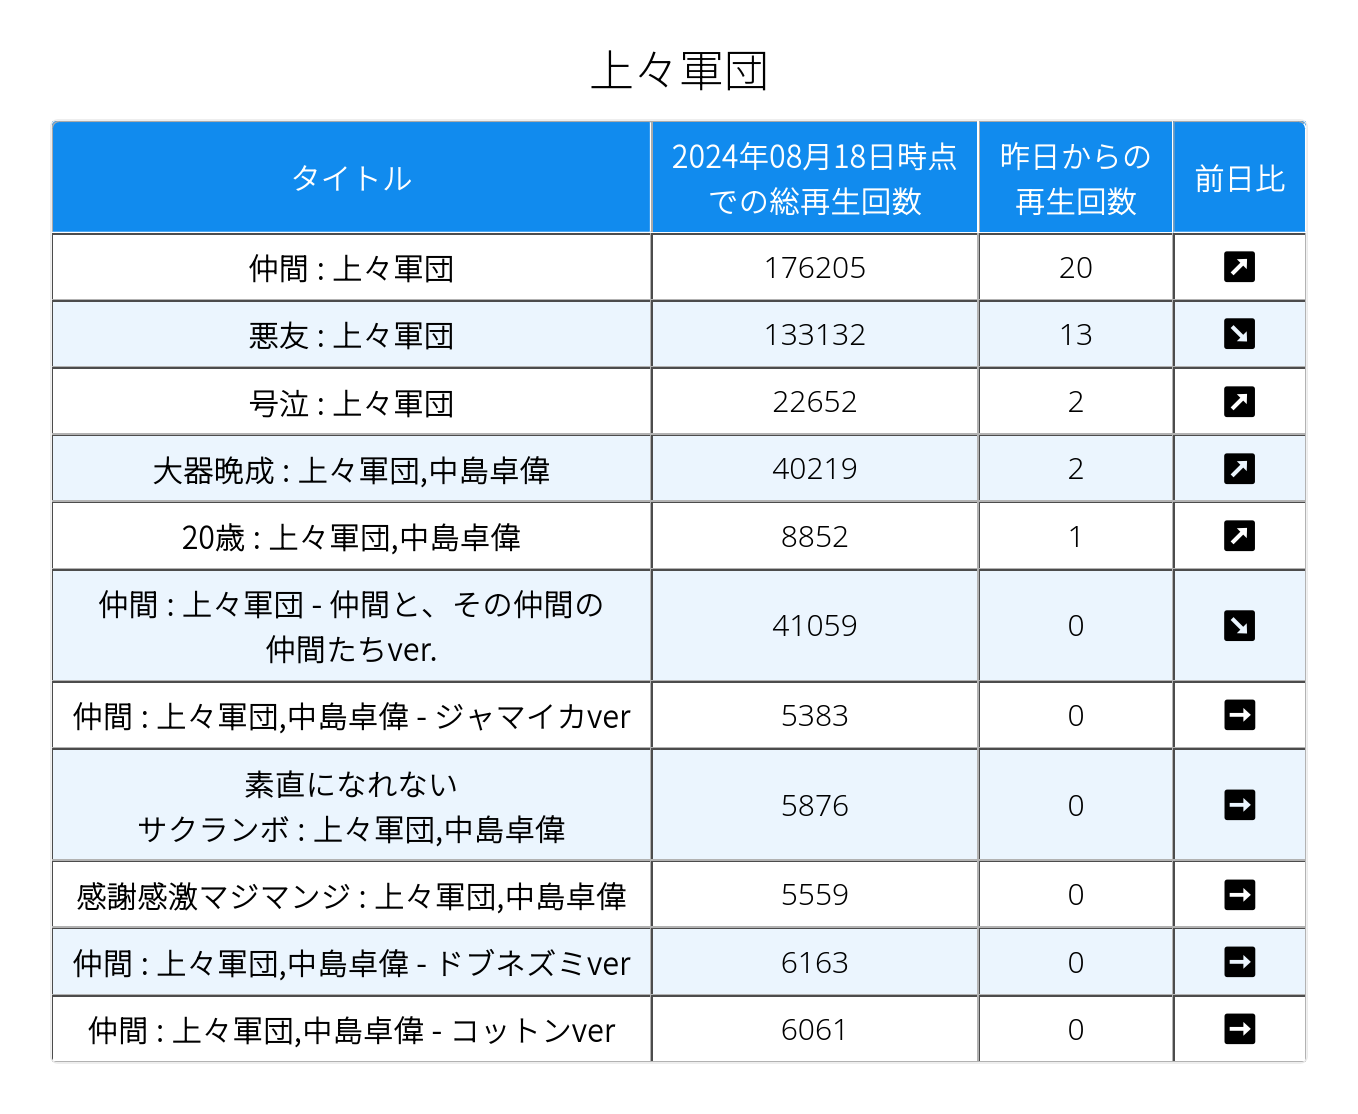 上々軍団
タイトル
2024年08月18日時点
での総再生回数
昨日からの
再生回数
前日比
仲間 : 上々軍団
176205
20
悪友 : 上々軍団
133132
13
号泣 : 上々軍団
22652
2
大器晩成 : 上々軍団,中島卓偉
40219
2
20歳 : 上々軍団,中島卓偉
8852
1
仲間 : 上々軍団 - 仲間と、その仲間の
仲間たちver.
41059
0
仲間 : 上々軍団,中島卓偉 - ジャマイカver
5383
0
素直になれない
サクランボ : 上々軍団,中島卓偉
5876
0
感謝感激マジマンジ : 上々軍団,中島卓偉
5559
0
仲間 : 上々軍団,中島卓偉 - ドブネズミver
6163
0
仲間 : 上々軍団,中島卓偉 - コットンver
6061
0